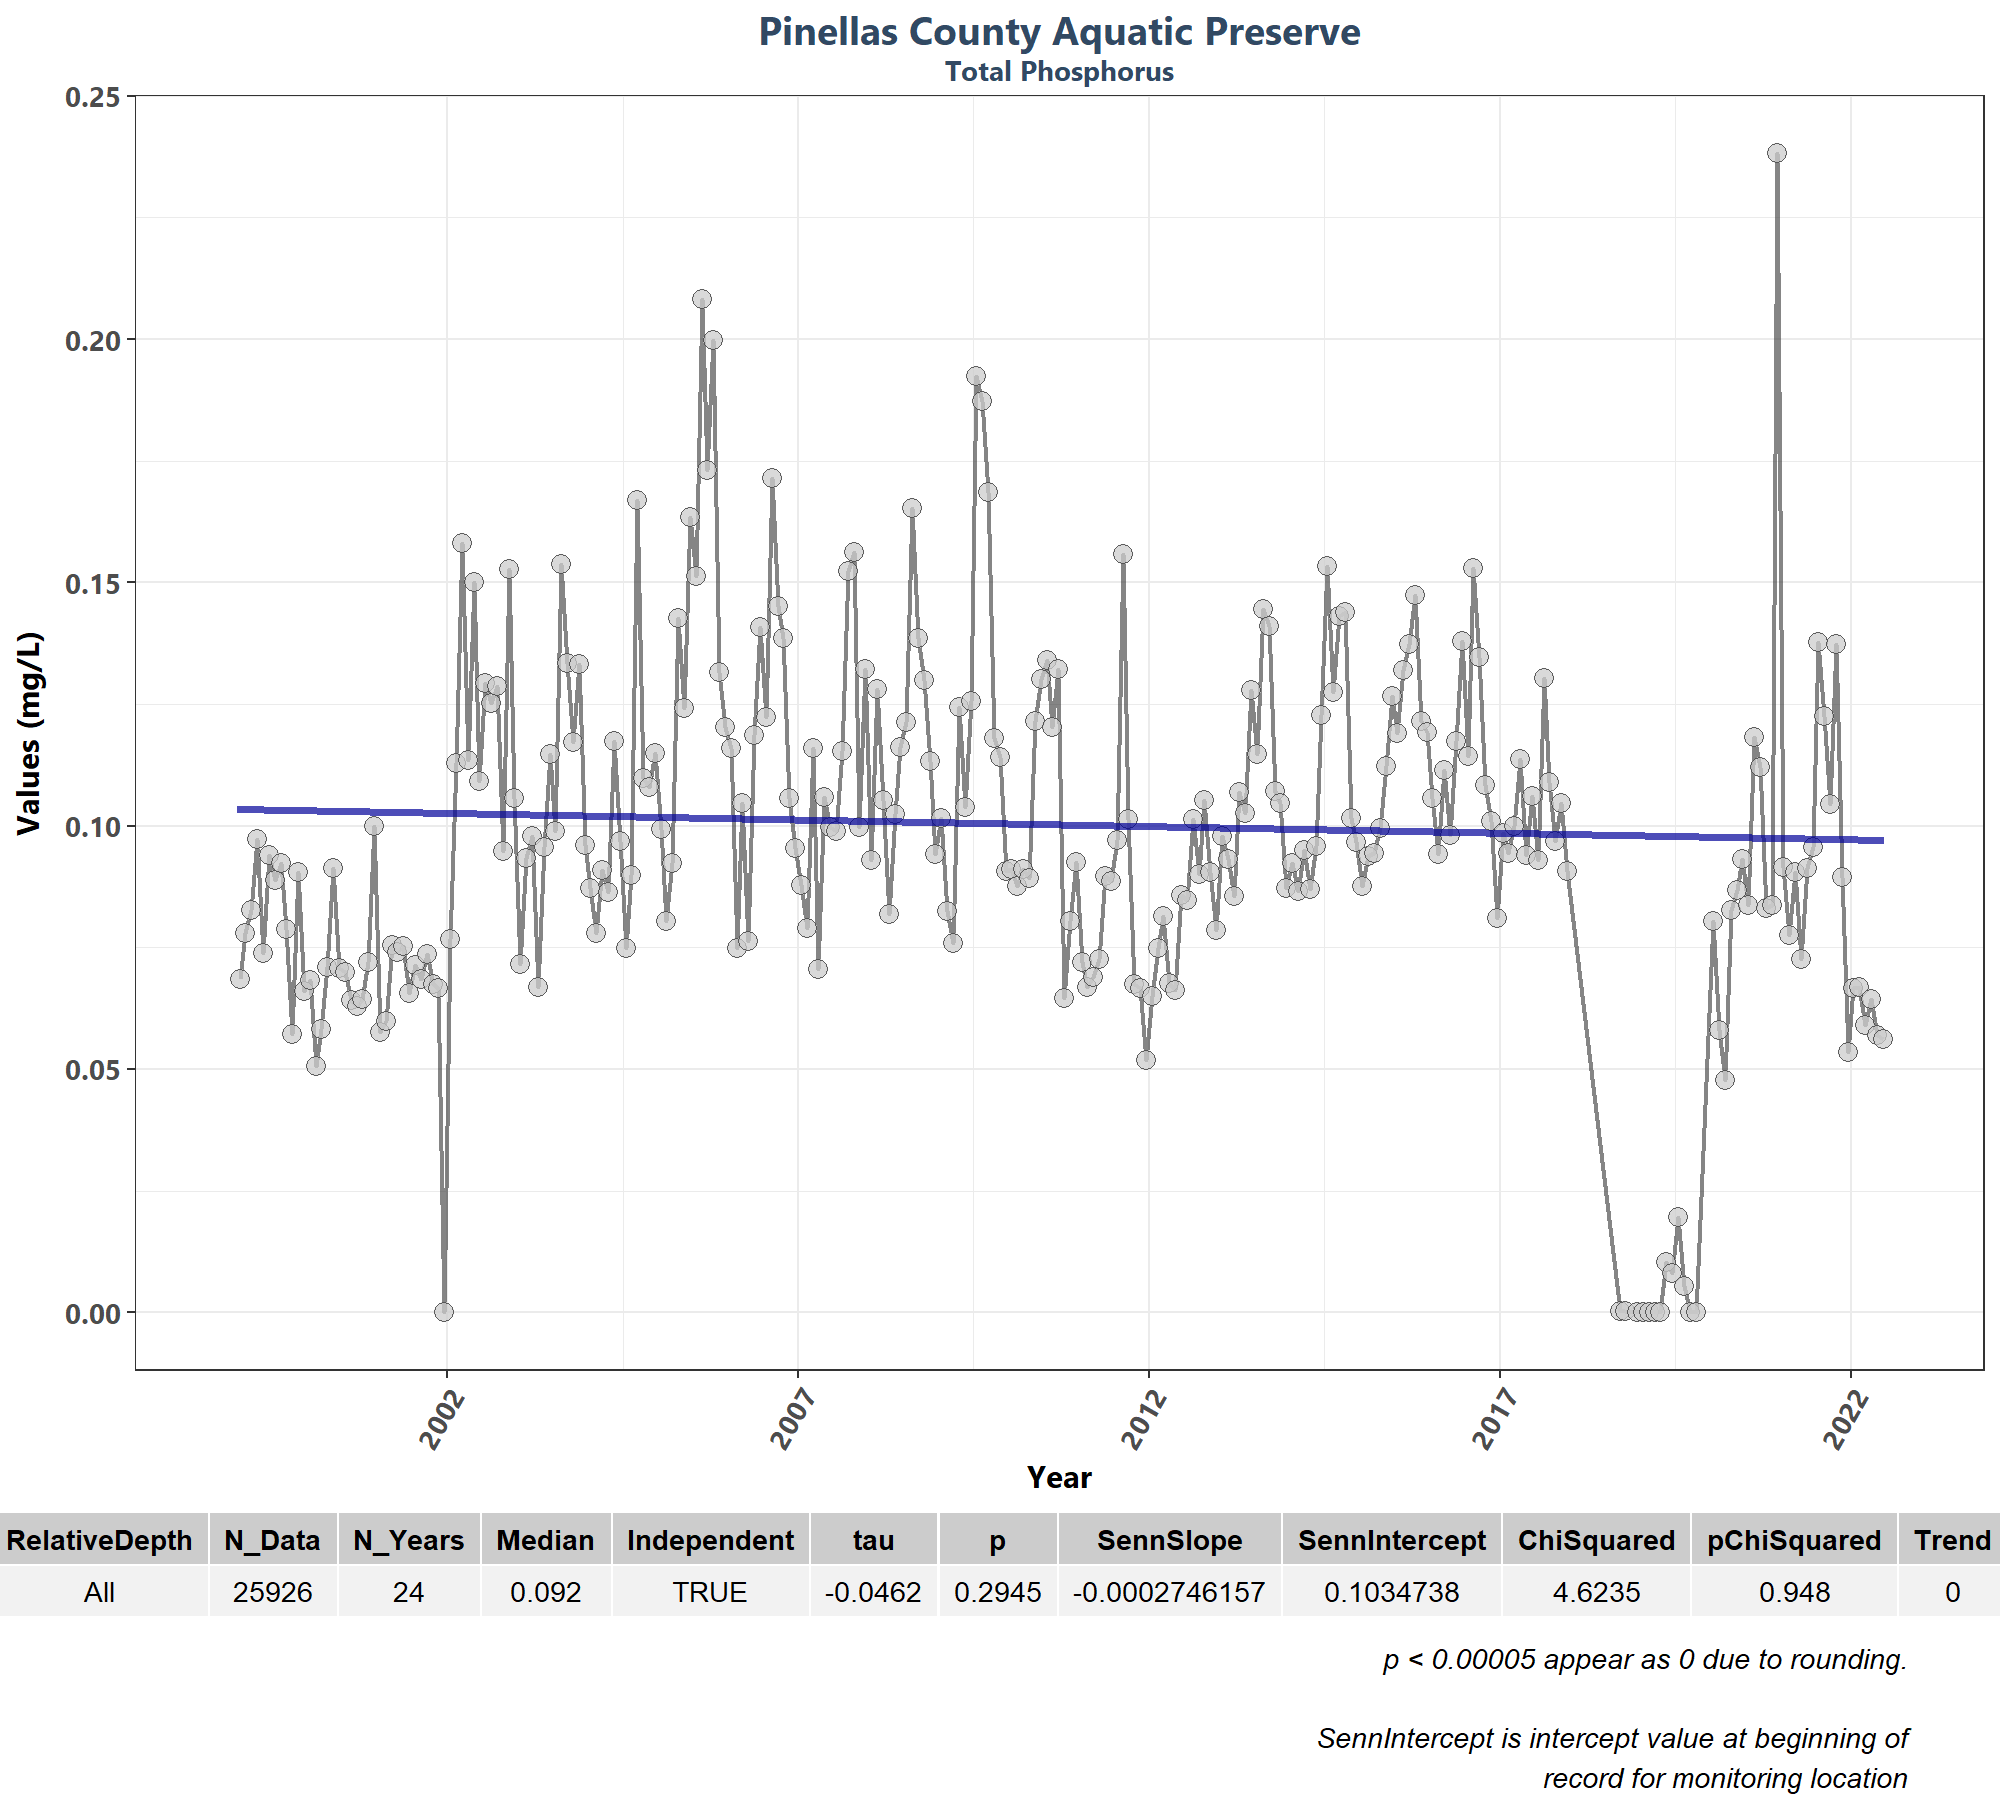 Pinellas County Aquatic Preserve
Total Phosphorus
0.25
0.20
0.15
0.10
0.05
0.00
Values (mg/L)
2002 2007 2012 2017 2022
Year
RelativeDepth N_Data N_Years Median Independent tau p SennSlope SennIntercept ChiSquared pChiSquared Trend
All 25926 24 0.092 TRUE -0.0462 0.2945 -0.0002746157 0.1034738 4.6235 0.948 0
p < 0.00005 appear as 0 due to rounding.
SennIntercept is intercept value at beginning of
record for monitoring location